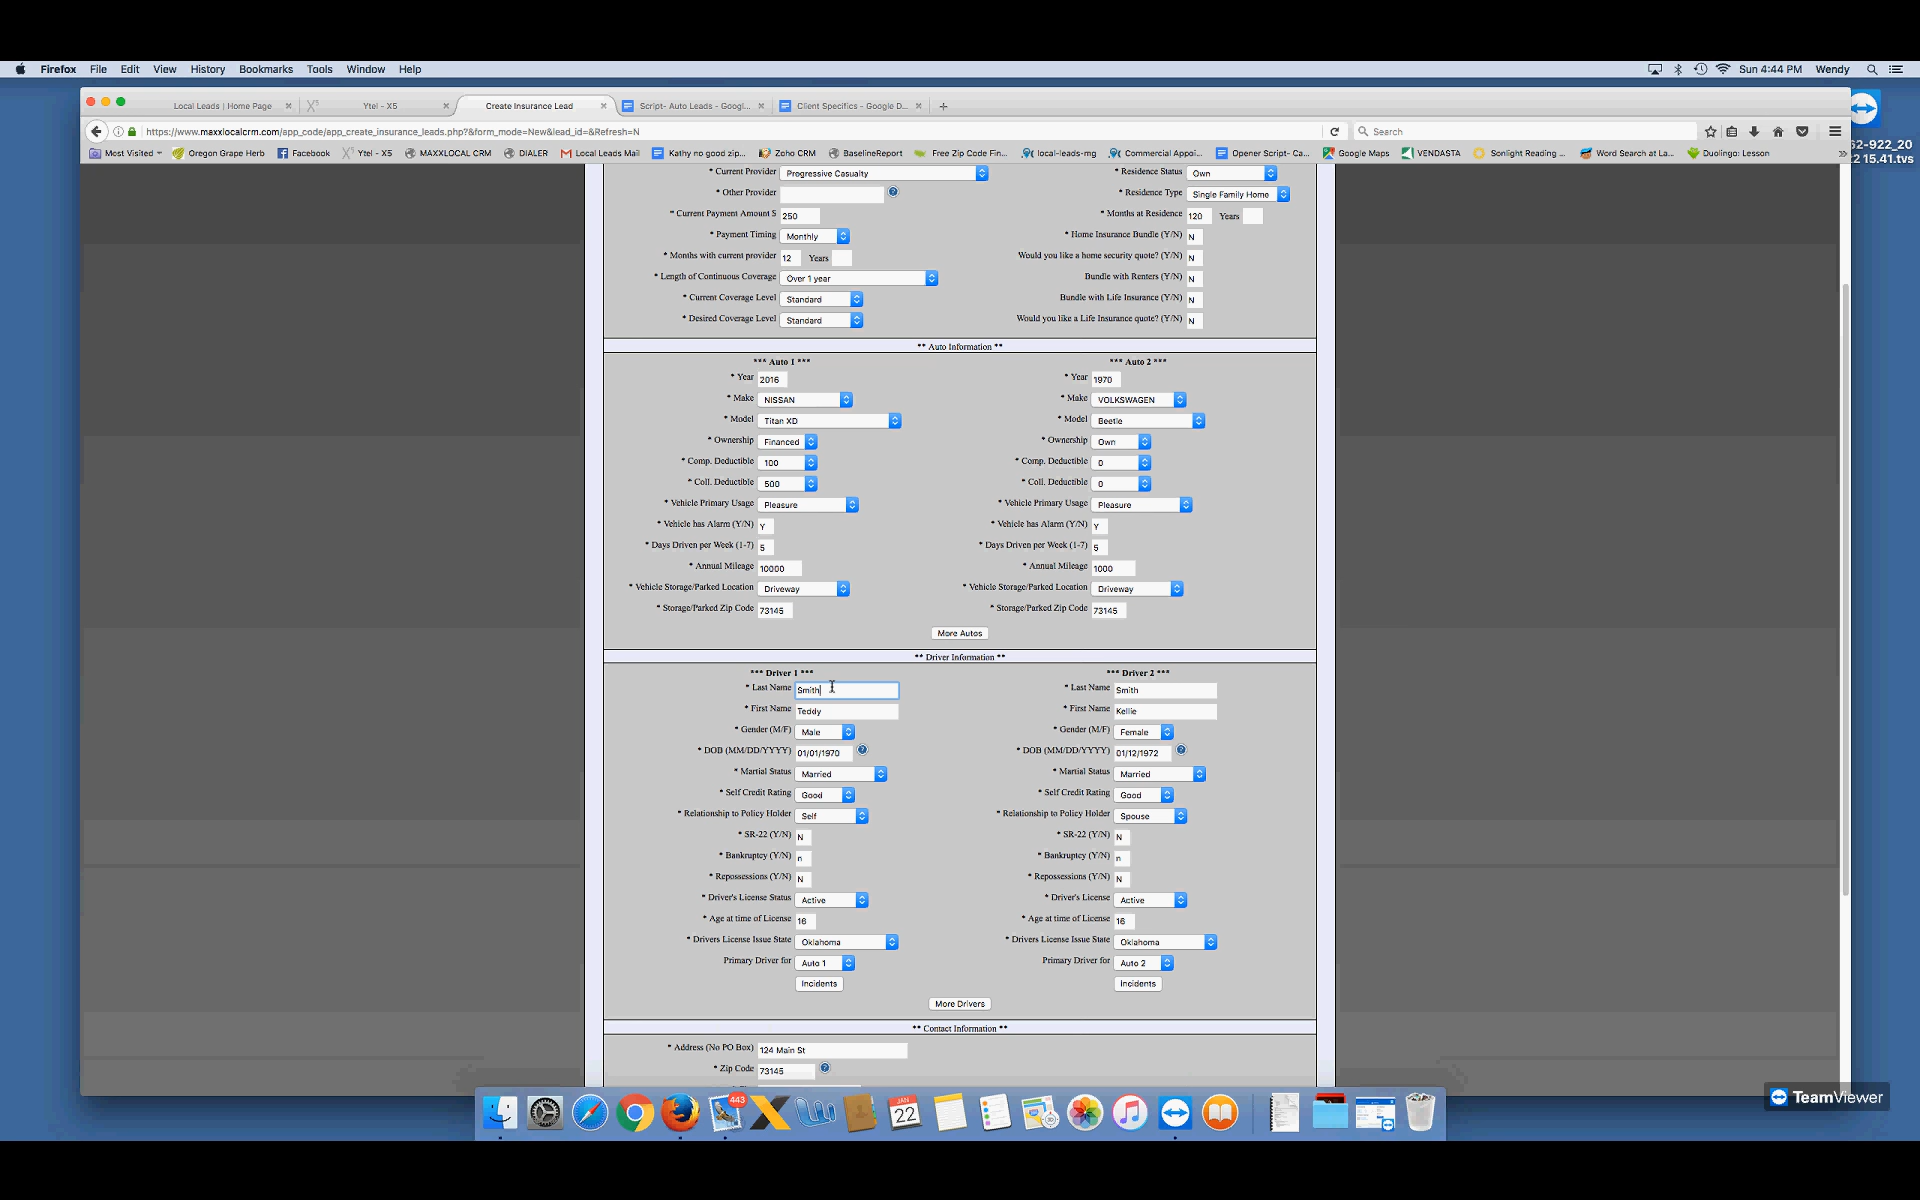 Firefox File Edit View History Bookmarks Tools Window Help Sun 4:44 PM Wendy
Local Leads | Home Page Ytel - X5 Create Insurance Lead Script- Auto Leads - Googl... Client Specifics - Google D...
https://www.maxxlocalcrm.com/app_code/app_create_insurance_leads.php?&form_mode=New&lead_id=&Refresh=N Search
Most Visited Oregon Grape Herb Facebook Ytel - X5 MAXXLOCAL CRM DIALER Local Leads Mail Kathy no good zip... Zoho CRM BaselineReport Free Zip Code Fin... local-leads-mg Commercial Appoi... Opener Script- Ca... Google Maps VENDASTA Sonlight Reading ... Word Search at La... Duolingo: Lesson
62-922_20
2 15.41.tvs
* Current Provider Progressive Casualty * Residence Status Own
* Other Provider * Residence Type Single Family Home
* Current Payment Amount $ 250 * Months at Residence 120 Years
* Payment Timing Monthly * Home Insurance Bundle (Y/N) N
* Months with current provider 12 Years Would you like a home security quote? (Y/N) N
* Length of Continuous Coverage Over 1 year Bundle with Renters (Y/N) N
* Current Coverage Level Standard Bundle with Life Insurance (Y/N) N
* Desired Coverage Level Standard Would you like a Life Insurance quote? (Y/N) N
** Auto Information **
*** Auto 1 *** *** Auto 2 ***
* Year 2016 * Year 1970
* Make NISSAN * Make VOLKSWAGEN
* Model Titan XD * Model Beetle
* Ownership Financed * Ownership Own
* Comp. Deductible 100 * Comp. Deductible 0
* Coll. Deductible 500 * Coll. Deductible 0
* Vehicle Primary Usage Pleasure * Vehicle Primary Usage Pleasure
* Vehicle has Alarm (Y/N) Y * Vehicle has Alarm (Y/N) Y
* Days Driven per Week (1-7) 5 * Days Driven per Week (1-7) 5
* Annual Mileage 10000 * Annual Mileage 1000
* Vehicle Storage/Parked Location Driveway * Vehicle Storage/Parked Location Driveway
* Storage/Parked Zip Code 73145 * Storage/Parked Zip Code 73145
More Autos
** Driver Information **
*** Driver 1 *** *** Driver 2 ***
* Last Name Smith * Last Name Smith
* First Name Teddy * First Name Kellie
* Gender (M/F) Male * Gender (M/F) Female
* DOB (MM/DD/YYYY) 01/01/1970 * DOB (MM/DD/YYYY) 01/12/1972
* Martial Status Married * Martial Status Married
* Self Credit Rating Good * Self Credit Rating Good
* Relationship to Policy Holder Self * Relationship to Policy Holder Spouse
* SR-22 (Y/N) N * SR-22 (Y/N) N
* Bankruptcy (Y/N) n * Bankruptcy (Y/N) n
* Repossessions (Y/N) N * Repossessions (Y/N) N
* Driver's License Status Active * Driver's License Active
* Age at time of License 16 * Age at time of License 16
* Drivers License Issue State Oklahoma * Drivers License Issue State Oklahoma
Primary Driver for Auto 1 Primary Driver for Auto 2
Incidents Incidents
More Drivers
** Contact Information **
* Address (No PO Box) 124 Main St
* Zip Code 73145
443
JAN
22
TeamViewer